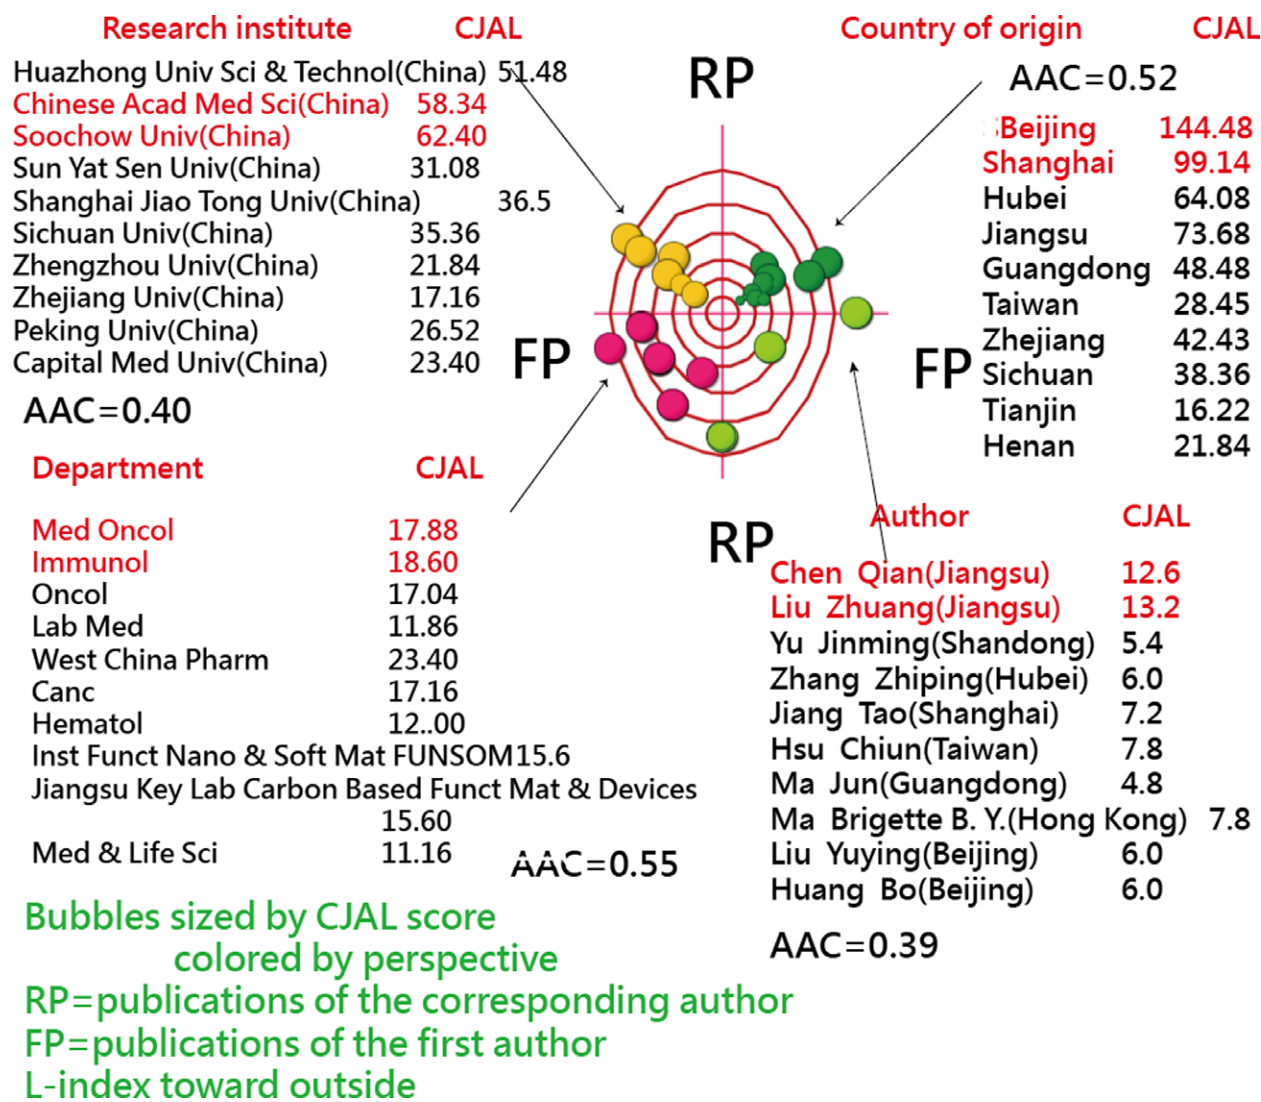 Research institute CJAL
Huazhong Univ Sci & Technol(China) 51.48
Chinese Acad Med Sci(China) 58.34
Soochow Univ(China) 62.40
Sun Yat Sen Univ(China) 31.08
Shanghai Jiao Tong Univ(China) 36.5
Sichuan Univ(China) 35.36
Zhengzhou Univ(China) 21.84
Zhejiang Univ(China) 17.16
Peking Univ(China) 26.52
Capital Med Univ(China) 23.40
AAC=0.40
RP
FP
FP
RP
Country of origin CJAL
AAC=0.52
Beijing 144.48
Shanghai 99.14
Hubei 64.08
Jiangsu 73.68
Guangdong 48.48
Taiwan 28.45
Zhejiang 42.43
Sichuan 38.36
Tianjin 16.22
Henan 21.84
Department CJAL
Med Oncol 17.88
Immunol 18.60
Oncol 17.04
Lab Med 11.86
West China Pharm 23.40
Canc 17.16
Hematol 12..00
Inst Funct Nano & Soft Mat FUNSOM15.6
Jiangsu Key Lab Carbon Based Funct Mat & Devices
15.60
Med & Life Sci 11.16
AAC=0.55
Author CJAL
Chen Qian(Jiangsu) 12.6
Liu Zhuang(Jiangsu) 13.2
Yu Jinming(Shandong) 5.4
Zhang Zhiping(Hubei) 6.0
Jiang Tao(Shanghai) 7.2
Hsu Chiun(Taiwan) 7.8
Ma Jun(Guangdong) 4.8
Ma Brigette B. Y.(Hong Kong) 7.8
Liu Yuying(Beijing) 6.0
Huang Bo(Beijing) 6.0
AAC=0.39
Bubbles sized by CJAL score
colored by perspective
RP=publications of the corresponding author
FP=publications of the first author
L-index toward outside